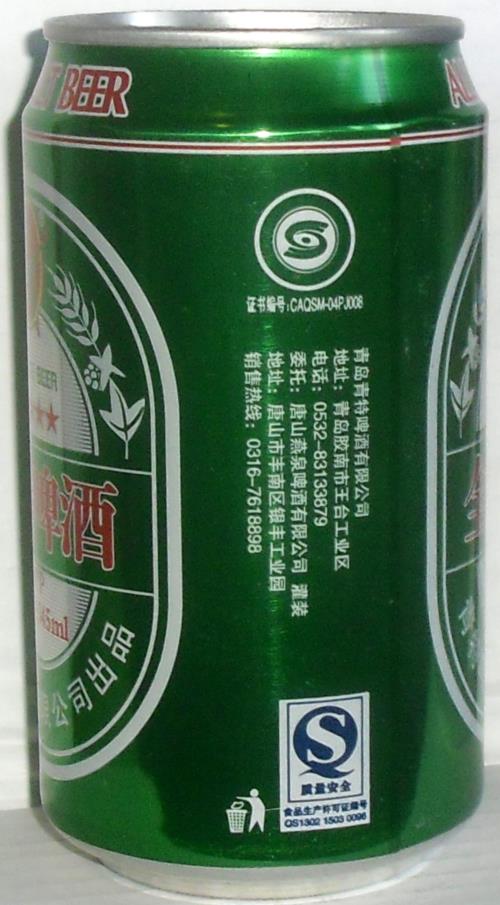 BEER
证书编号:CAQSM-04PJ008
青岛青特啤酒有限公司
地址：青岛胶南市王台工业区
电话：0532-83133879
委托：唐山燕泉啤酒有限公司 灌装
地址：唐山市丰南区银丰工业园
销售热线：0316-7618898
BEER
啤酒
45ml
公司出品
质量安全
食品生产许可证编号
QS1302 1503 0096